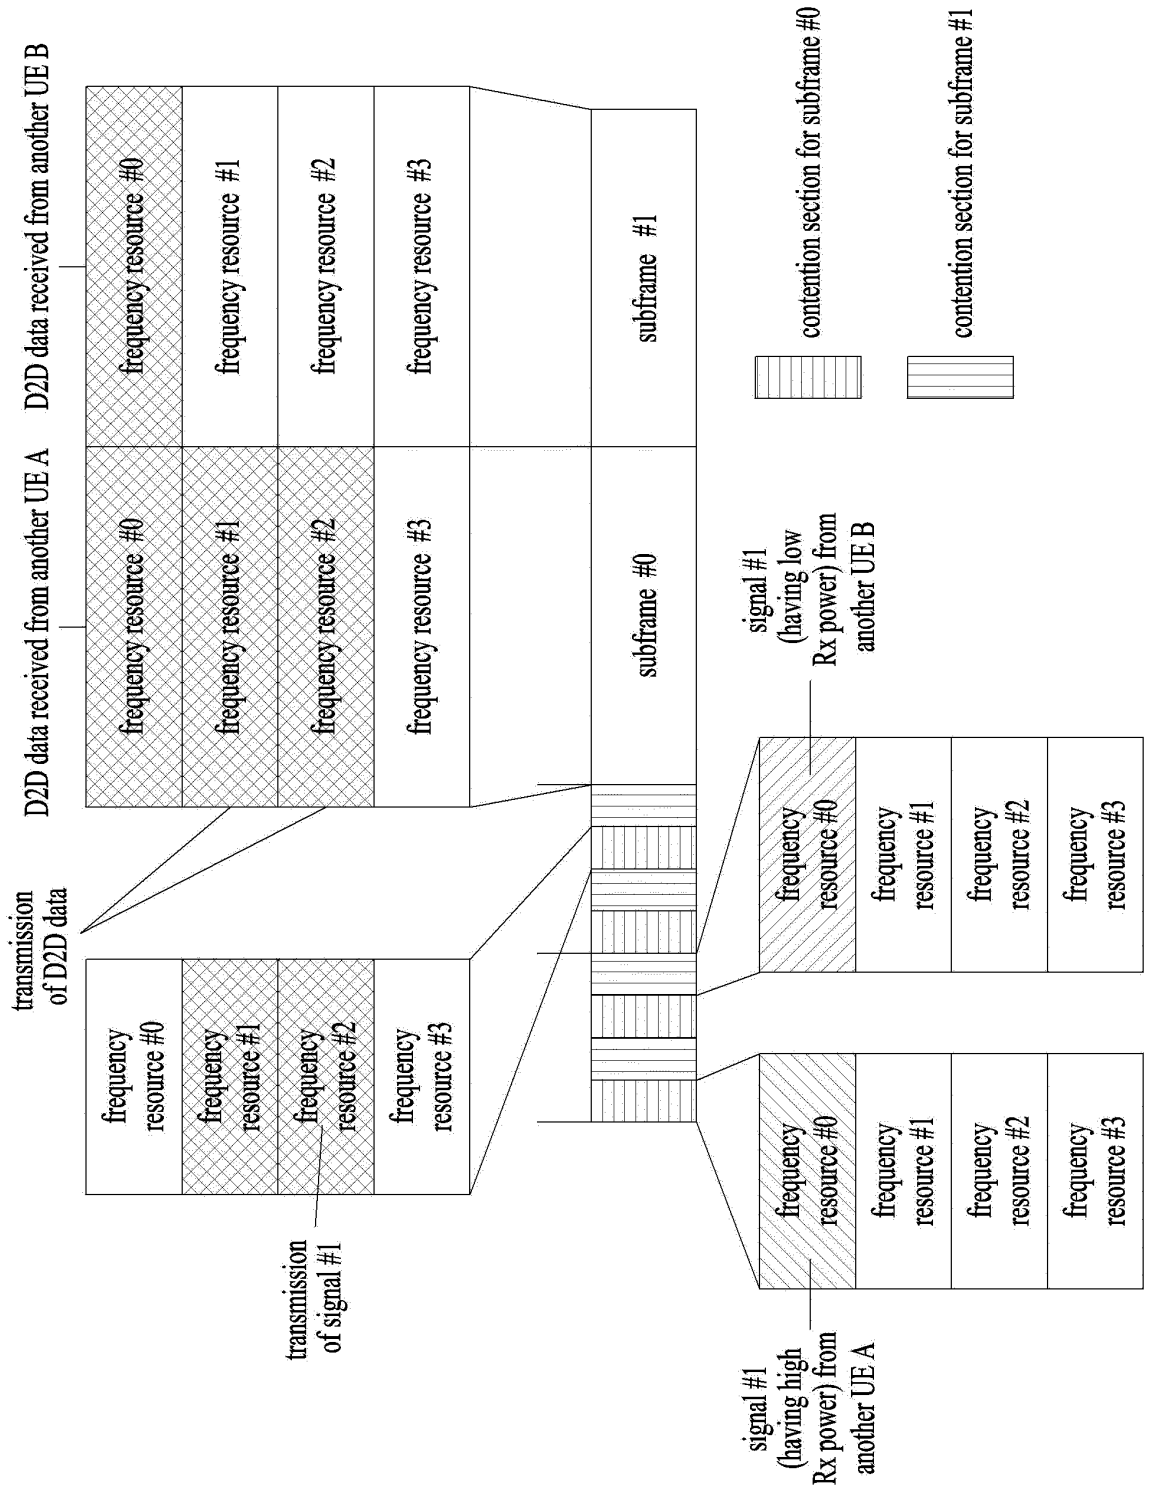 D2D data received from another UE A
D2D data received from another UE B
transmission
of D2D data
frequency
resource #0
frequency
resource #1
frequency
resource #2
frequency
resource #3
transmission
of signal #1
frequency resource #0
frequency resource #1
frequency resource #2
frequency resource #3
frequency resource #0
frequency resource #1
frequency resource #2
frequency resource #3
subframe #0
subframe #1
signal #1
(having high
Rx power) from
another UE A
frequency
resource #0
frequency
resource #1
frequency
resource #2
frequency
resource #3
frequency
resource #0
frequency
resource #1
frequency
resource #2
frequency
resource #3
signal #1
(having low
Rx power) from
another UE B
contention section for subframe #0
contention section for subframe #1